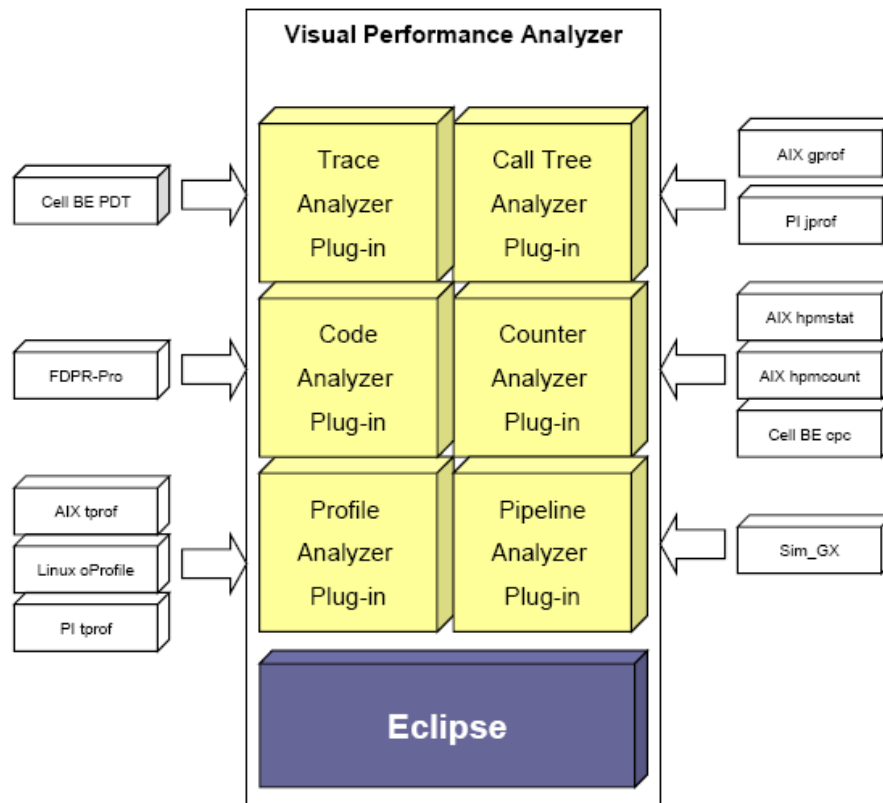 Visual Performance Analyzer
Cell BE PDT
Trace
Analyzer
Plug-in
Call Tree
Analyzer
Plug-in
AIX gprof
PI jprof
FDPR-Pro
Code
Analyzer
Plug-in
Counter
Analyzer
Plug-in
AIX hpmstat
AIX hpmcount
Cell BE cpc
AIX tprof
Linux oProfile
PI tprof
Profile
Analyzer
Plug-in
Pipeline
Analyzer
Plug-in
Sim_GX
Eclipse